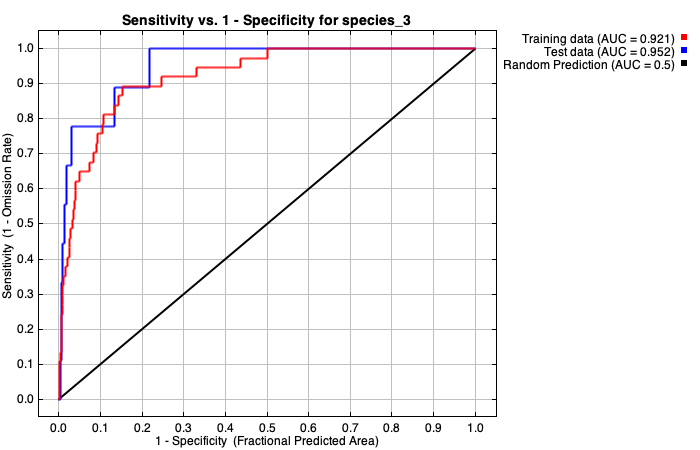 Sensitivity vs. 1 - Specificity for species_3
Training data (AUC = 0.921)
Test data (AUC = 0.952)
Random Prediction (AUC = 0.5)
Sensitivity (1 - Omission Rate)
1.0
0.9
0.8
0.7
0.6
0.5
0.4
0.3
0.2
0.1
0.0
0.0 0.1 0.2 0.3 0.4 0.5 0.6 0.7 0.8 0.9 1.0
1 - Specificity (Fractional Predicted Area)